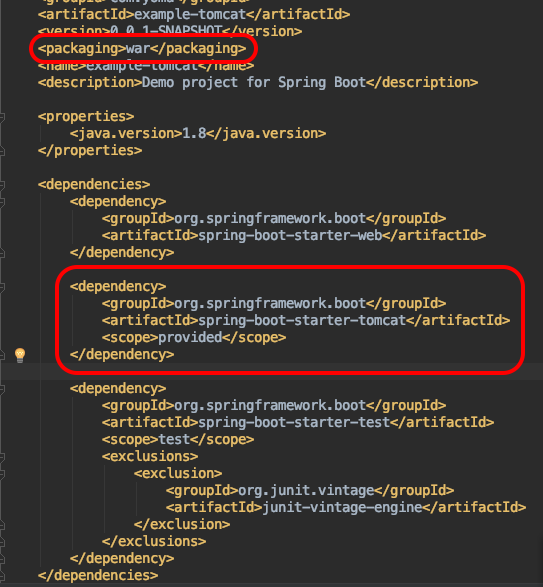 <artifactId>example-tomcat</artifactId>
<version>0.0.1-SNAPSHOT</version>
<packaging>war</packaging>
<name>example-tomcat</name>
<description>Demo project for Spring Boot</description>
<properties>
<java.version>1.8</java.version>
</properties>
<dependencies>
<dependency>
<groupId>org.springframework.boot</groupId>
<artifactId>spring-boot-starter-web</artifactId>
</dependency>
<dependency>
<groupId>org.springframework.boot</groupId>
<artifactId>spring-boot-starter-tomcat</artifactId>
<scope>provided</scope>
</dependency>
<dependency>
<groupId>org.springframework.boot</groupId>
<artifactId>spring-boot-starter-test</artifactId>
<scope>test</scope>
<exclusions>
<exclusion>
<groupId>org.junit.vintage</groupId>
<artifactId>junit-vintage-engine</artifactId>
</exclusion>
</exclusions>
</dependency>
</dependencies>